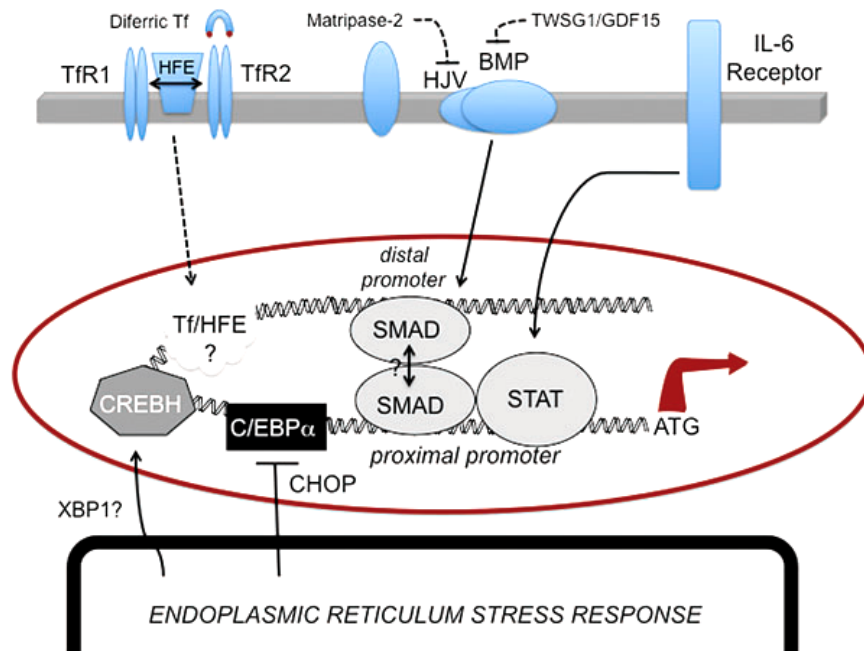 Diferric Tf
Matripase-2
TWSG1/GDF15
TfR1
HFE
TfR2
HJV
BMP
IL-6
Receptor
distal
promoter
Tf/HFE
?
SMAD
?
SMAD
STAT
CREBH
C/EBPα
proximal promoter
ATG
CHOP
XBP1?
ENDOPLASMIC RETICULUM STRESS RESPONSE